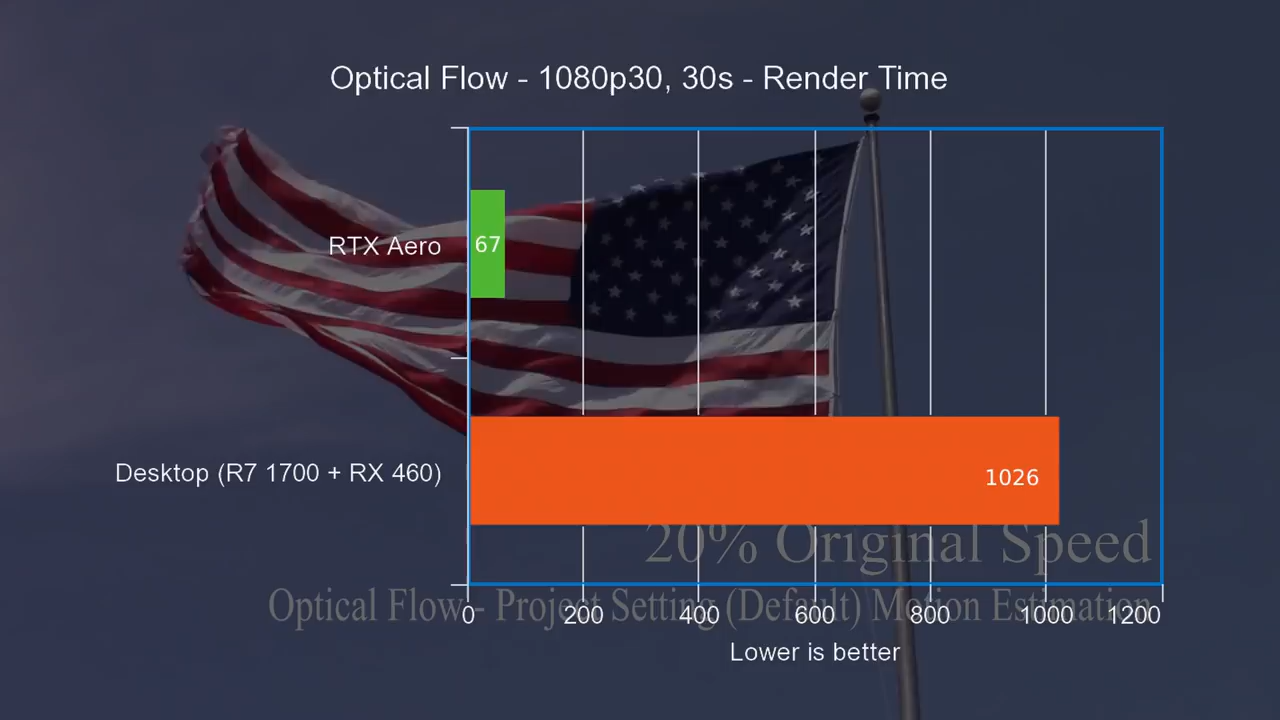 Optical Flow - 1080p30, 30s - Render Time
RTX Aero
67
Desktop (R7 1700 + RX 460)
1026
20% Original Speed
Optical Flow - Project Setting (Default) Motion Estimation
0 200 400 600 800 1000 1200
Lower is better